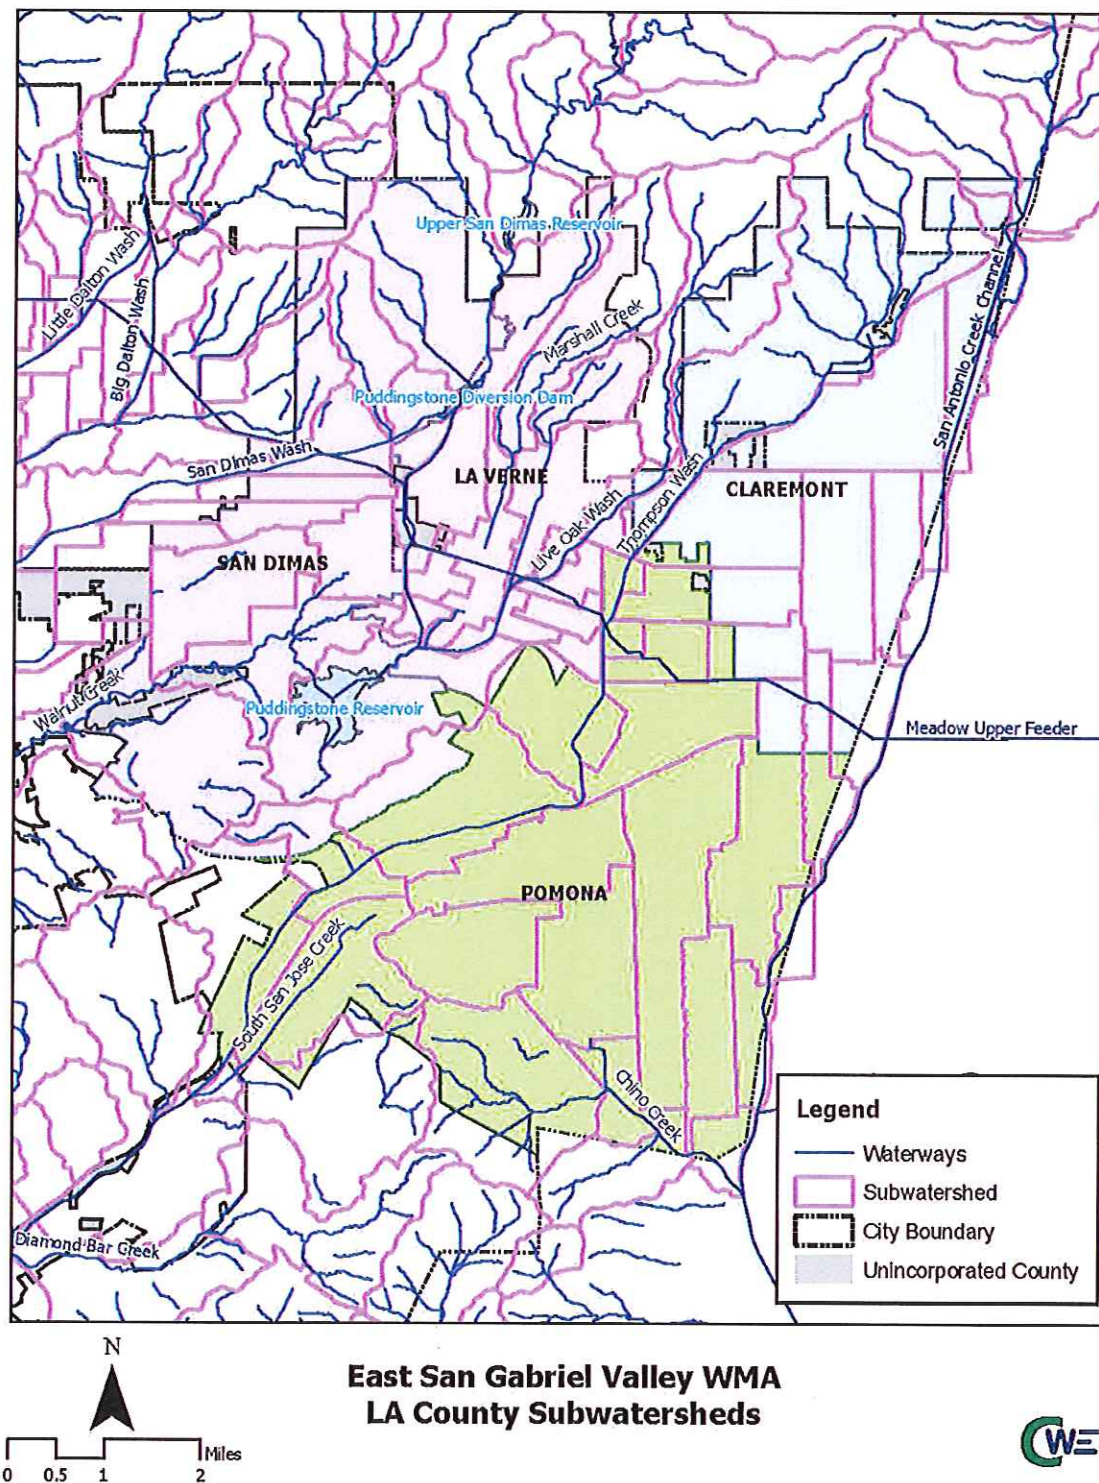 Upper San Dimas Reservoir
Little Dalton Wash
Big Dalton Wash
San Antonio Creek Channel
Marshall Creek
Puddingstone Diversion Dam
San Dimas Wash
LA VERNE
CLAREMONT
Live Oak Wash
Thompson Wash
SAN DIMAS
Walnut Creek
Puddingstone Reservoir
Meadow Upper Feeder
POMONA
South San Jose Creek
Chino Creek
Diamond Bar Creek
Legend
Waterways
Subwatershed
City Boundary
Unincorporated County
N
Miles
0 0.5 1 2
East San Gabriel Valley WMA
LA County Subwatersheds
CWE